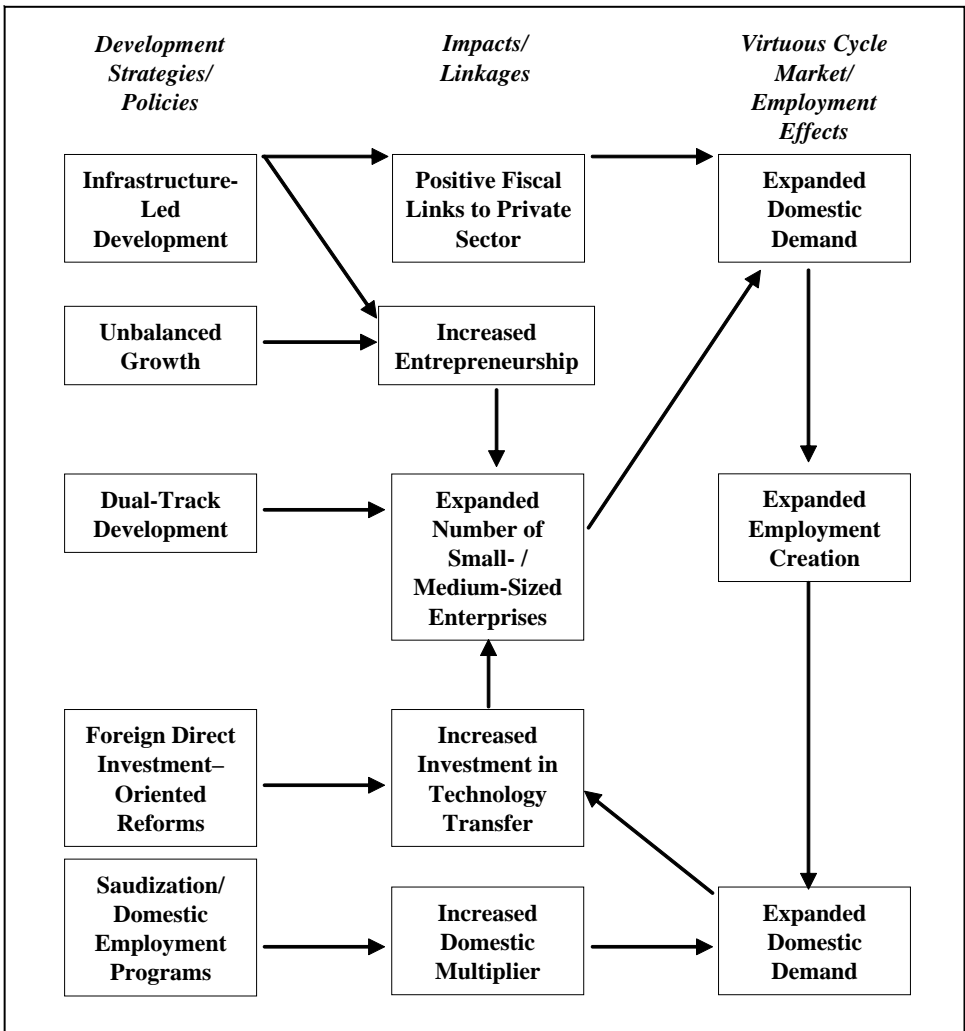 Development
Strategies/
Policies
Impacts/
Linkages
Virtuous Cycle
Market/
Employment
Effects
Infrastructure-
Led
Development
Positive Fiscal
Links to Private
Sector
Expanded
Domestic
Demand
Unbalanced
Growth
Increased
Entrepreneurship
Dual-Track
Development
Expanded
Number of
Small- /
Medium-Sized
Enterprises
Expanded
Employment
Creation
Foreign Direct
Investment–
Oriented
Reforms
Increased
Investment in
Technology
Transfer
Saudization/
Domestic
Employment
Programs
Increased
Domestic
Multiplier
Expanded
Domestic
Demand